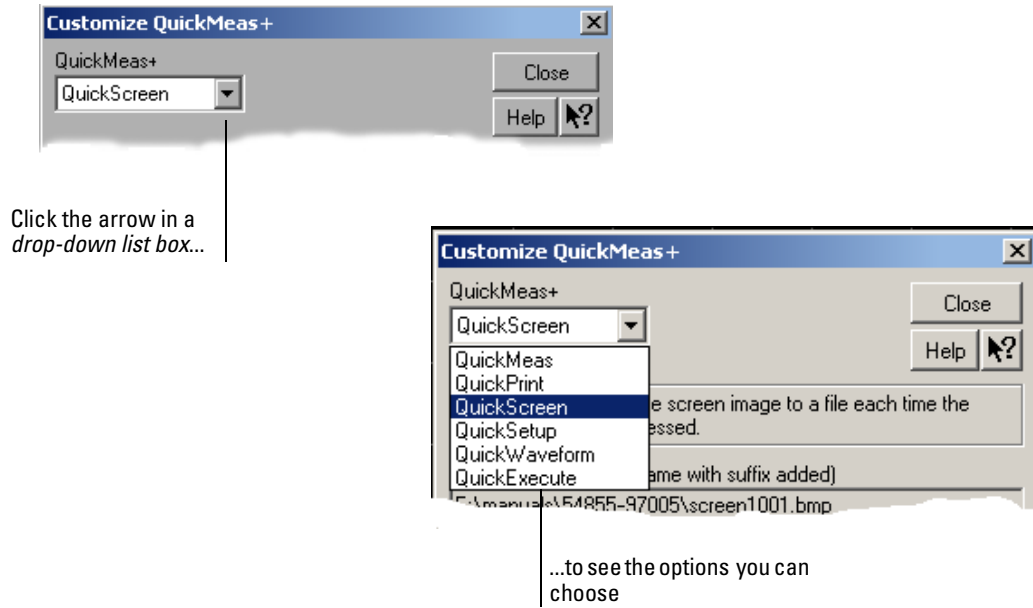 Customize QuickMeas+
QuickMeas+
QuickScreen
Close
Help
Click the arrow in a
drop-down list box...
Customize QuickMeas+
QuickMeas+
QuickScreen
Close
Help
QuickMeas
QuickPrint
QuickScreen
QuickSetup
QuickWaveform
QuickExecute
e screen image to a file each time the
essed.
ame with suffix added)
E:\manuals\54855-97005\screen1001.bmp
...to see the options you can
choose